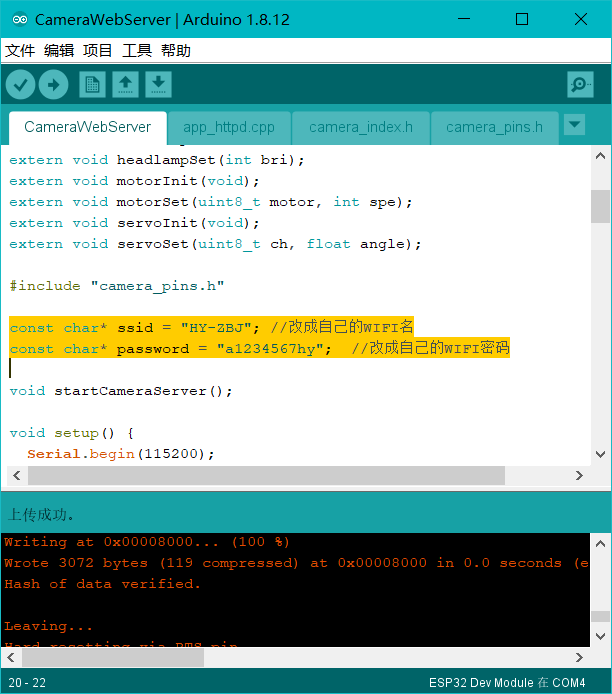 CameraWebServer | Arduino 1.8.12
文件 编辑 项目 工具 帮助
CameraWebServer app_httpd.cpp camera_index.h camera_pins.h
extern void headlampSet(int bri);
extern void motorInit(void);
extern void motorSet(uint8_t motor, int spe);
extern void servoInit(void);
extern void servoSet(uint8_t ch, float angle);
#include "camera_pins.h"
const char* ssid = "HY-ZBJ"; //改成自己的WIFI名
const char* password = "a1234567hy";  //改成自己的WIFI密码
void startCameraServer();
void setup() {
Serial.begin(115200);
上传成功。
Writing at 0x00008000... (100 %)
Wrote 3072 bytes (119 compressed) at 0x00008000 in 0.0 seconds (e
Hash of data verified.
Leaving...
Hard resetting via RTS pin
20 - 22 ESP32 Dev Module 在 COM4